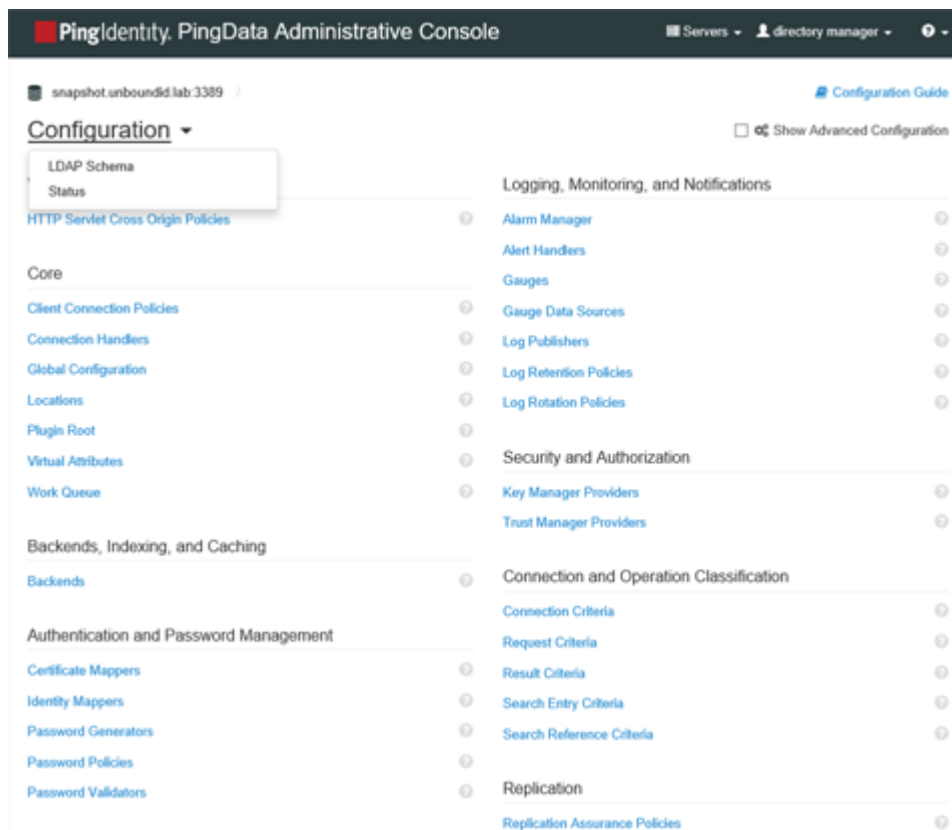 PingIdentity. PingData Administrative Console
Servers
directory manager
snapshot.unboundid.lab:3389 /
Configuration Guide
Configuration
Show Advanced Configuration
LDAP Schema
Status
HTTP Servlet Cross Origin Policies
Core
Client Connection Policies
Connection Handlers
Global Configuration
Locations
Plugin Root
Virtual Attributes
Work Queue
Backends, Indexing, and Caching
Backends
Authentication and Password Management
Certificate Mappers
Identity Mappers
Password Generators
Password Policies
Password Validators
Logging, Monitoring, and Notifications
Alarm Manager
Alert Handlers
Gauges
Gauge Data Sources
Log Publishers
Log Retention Policies
Log Rotation Policies
Security and Authorization
Key Manager Providers
Trust Manager Providers
Connection and Operation Classification
Connection Criteria
Request Criteria
Result Criteria
Search Entry Criteria
Search Reference Criteria
Replication
Replication Assurance Policies